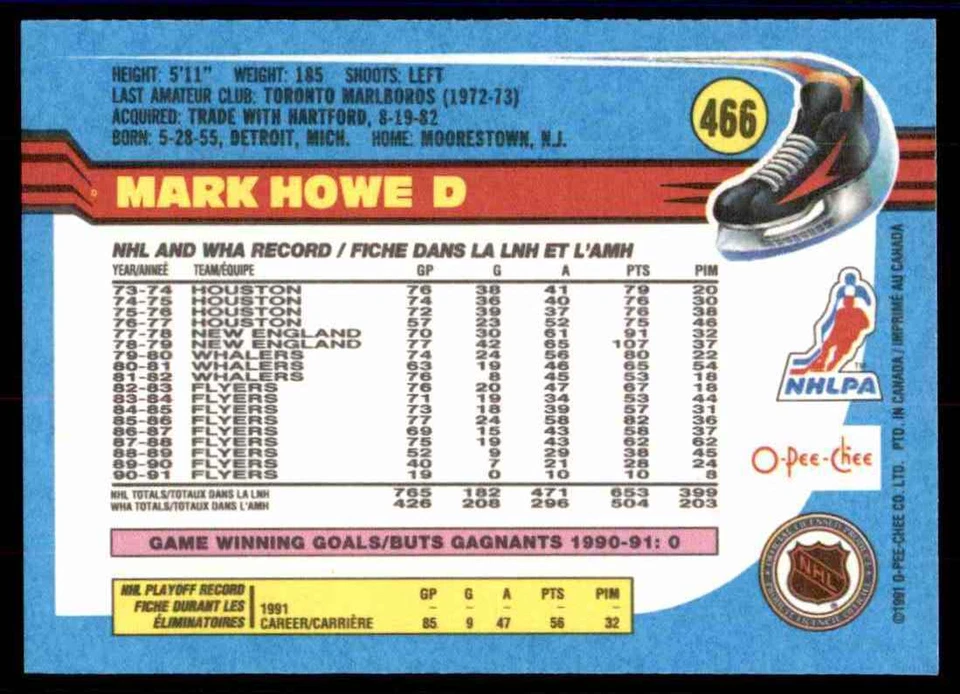 HEIGHT: 5'11" WEIGHT: 185 SHOOTS: LEFT
LAST AMATEUR CLUB: TORONTO MARLBOROS (1972-73)
ACQUIRED: TRADE WITH HARTFORD, 8-19-82
BORN: 5-28-55, DETROIT, MICH. HOME: MOORESTOWN, N.J.
466
MARK HOWE D
NHL AND WHA RECORD / FICHE DANS LA LNH ET L'AMH
YEAR/ANNEÉ TEAM/ÉQUIPE GP G A PTS PIM
73-74 HOUSTON 76 38 41 79 20
74-75 HOUSTON 74 36 40 76 30
75-76 HOUSTON 72 39 37 76 38
76-77 HOUSTON 57 23 52 75 46
77-78 NEW ENGLAND 70 30 61 91 32
78-79 NEW ENGLAND 77 42 65 107 37
79-80 WHALERS 74 24 56 80 22
80-81 WHALERS 63 19 46 65 54
81-82 WHALERS 76 8 45 53 18
82-83 FLYERS 76 20 47 67 18
83-84 FLYERS 71 19 34 53 44
84-85 FLYERS 73 18 39 57 31
85-86 FLYERS 77 24 58 82 36
86-87 FLYERS 69 15 43 58 37
87-88 FLYERS 75 19 43 62 62
88-89 FLYERS 52 9 29 38 45
89-90 FLYERS 40 7 21 28 24
90-91 FLYERS 19 0 10 10 8
NHL TOTALS/TOTAUX DANS LA LNH 765 182 471 653 399
WHA TOTALS/TOTAUX DANS L'AMH 426 208 296 504 203
GAME WINNING GOALS/BUTS GAGNANTS 1990-91: 0
NHL PLAYOFF RECORD GP G A PTS PIM
FICHE DURANT LES 1991 – – – – –
ÉLIMINATOIRES CAREER/CARRIÈRE 85 9 47 56 32
TM
NHLPA
O-Pee-Chee
NHL
®
©1991 O-PEE-CHEE CO. LTD. PTD. IN CANADA / IMPRIMÉ AU CANADA